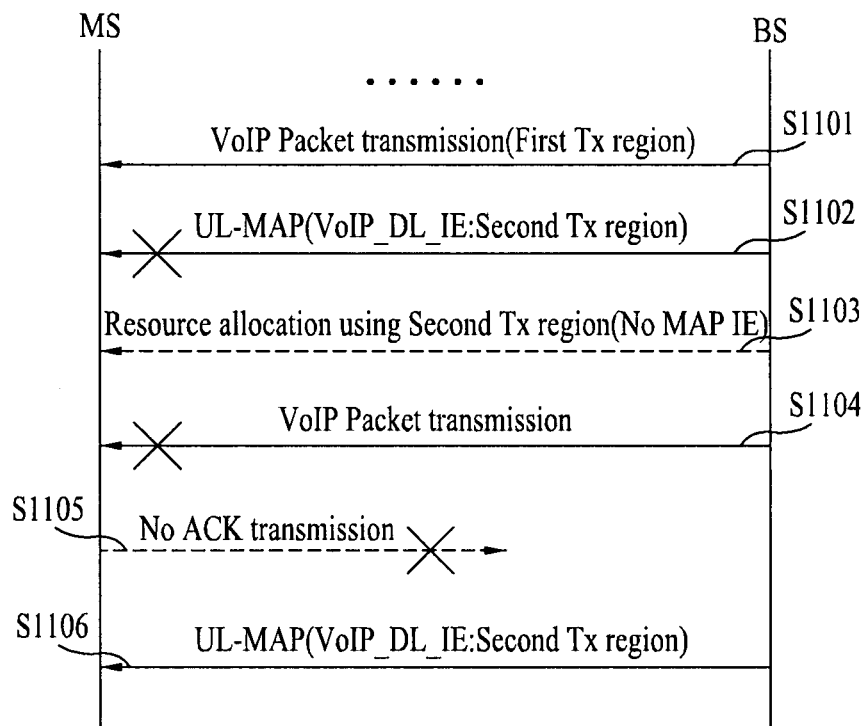 MS
BS
......
VoIP Packet transmission(First Tx region)
S1101
UL-MAP(VoIP_DL_IE:Second Tx region)
S1102
Resource allocation using Second Tx region(No MAP IE)
S1103
VoIP Packet transmission
S1104
S1105
No ACK transmission
S1106
UL-MAP(VoIP_DL_IE:Second Tx region)